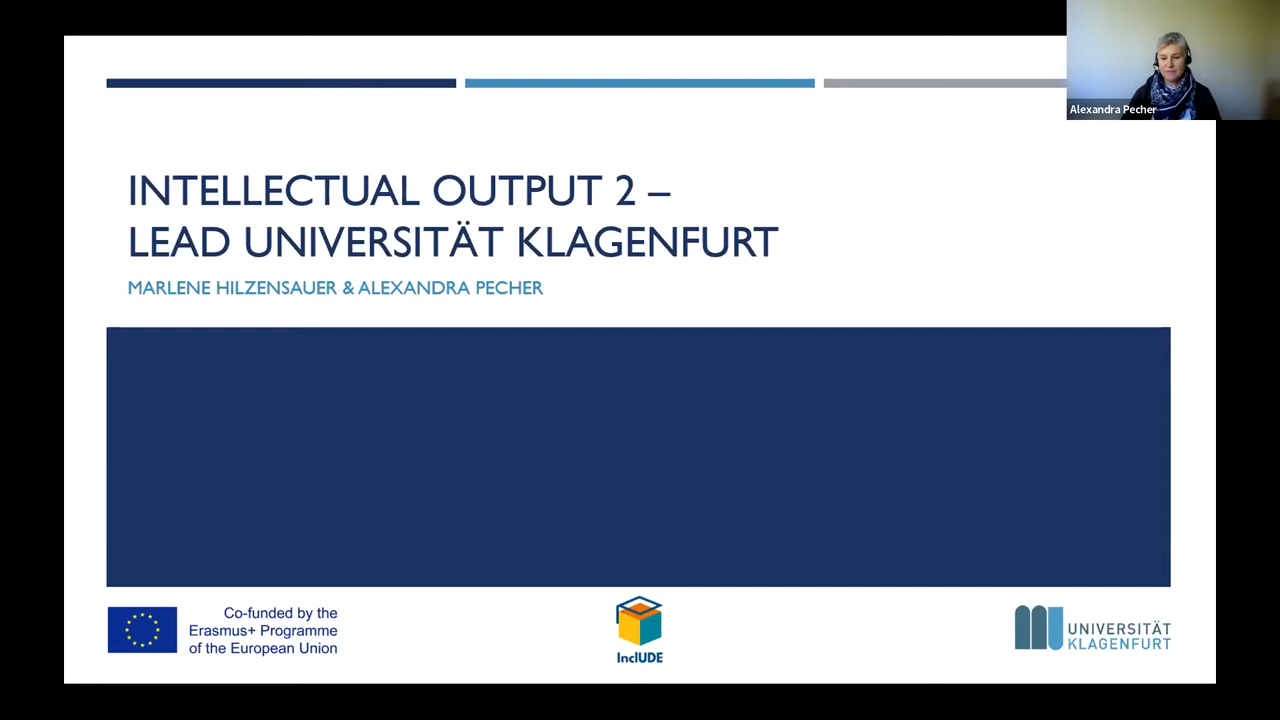 Alexandra Pecher
INTELLECTUAL OUTPUT 2 –
LEAD UNIVERSITÄT KLAGENFURT
MARLENE HILZENSAUER & ALEXANDRA PECHER
Co-funded by the
Erasmus+ Programme
of the European Union
InclUDE
UNIVERSITÄT
KLAGENFURT